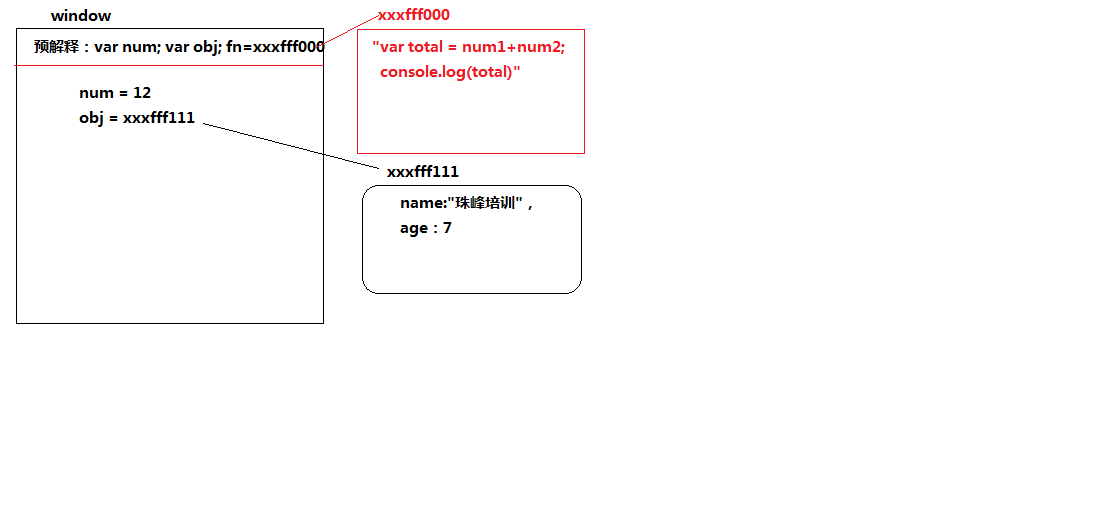 window
预解释：var num; var obj; fn=xxxfff000
num = 12
obj = xxxfff111
xxxfff000
"var total = num1+num2;
console.log(total)"
xxxfff111
name:"珠峰培训" ,
age：7